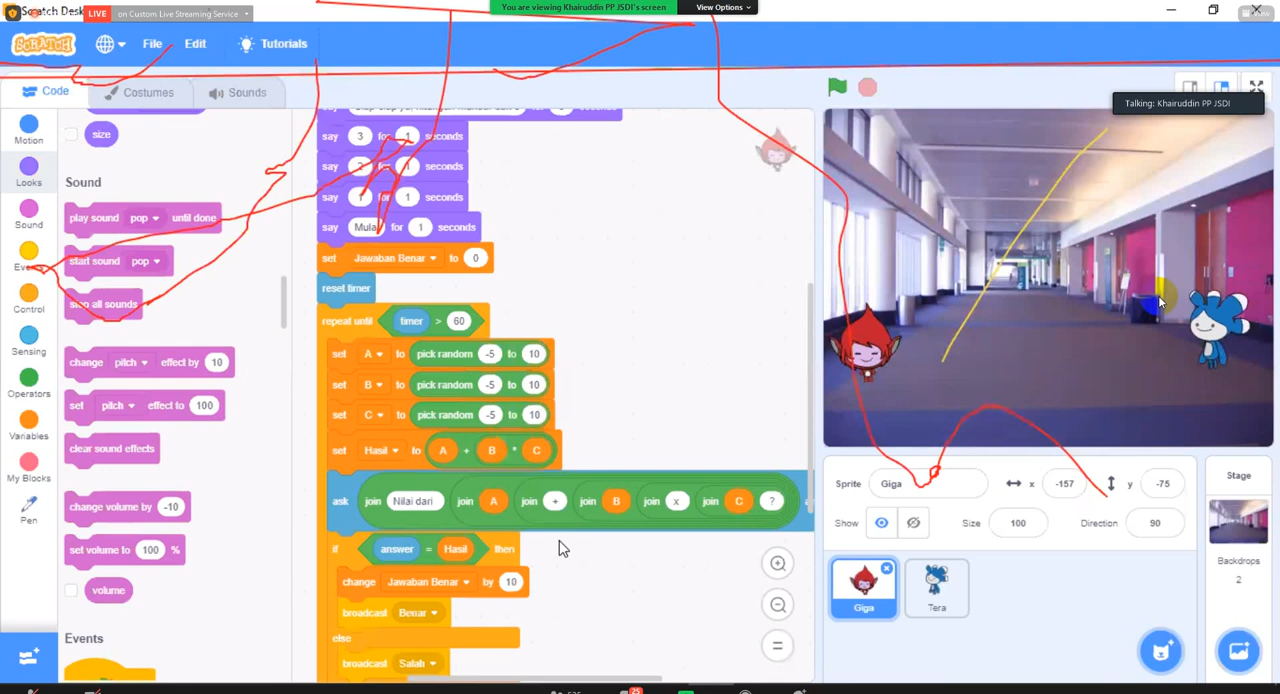 Scratch Desk
LIVE on Custom Live Streaming Service
You are viewing Khairuddin PP JSDI's screen
View Options
View
SCRATCH
File Edit Tutorials
Code Costumes Sounds
Talking: Khairuddin PP JSDI
Motion
Looks
Sound
Events
Control
Sensing
Operators
Variables
My Blocks
Pen
size
Sound
play sound pop until done
start sound pop
stop all sounds
change pitch effect by 10
set pitch effect to 100
clear sound effects
change volume by -10
set volume to 100 %
volume
Events
say 3 for 1 seconds
say 2 for 1 seconds
say 1 for 1 seconds
say Mulai for 1 seconds
set Jawaban Benar to 0
reset timer
repeat until timer > 60
set A to pick random -5 to 10
set B to pick random -5 to 10
set C to pick random -5 to 10
set Hasil to A + B * C
ask join Nilai dari join A join + join B join x join C ?
if answer = Hasil then
change Jawaban Benar by 10
broadcast Benar
else
broadcast Salah
Sprite Giga x -157 y -75
Show Size 100 Direction 90
Giga
Tera
Stage
Backdrops
2
25